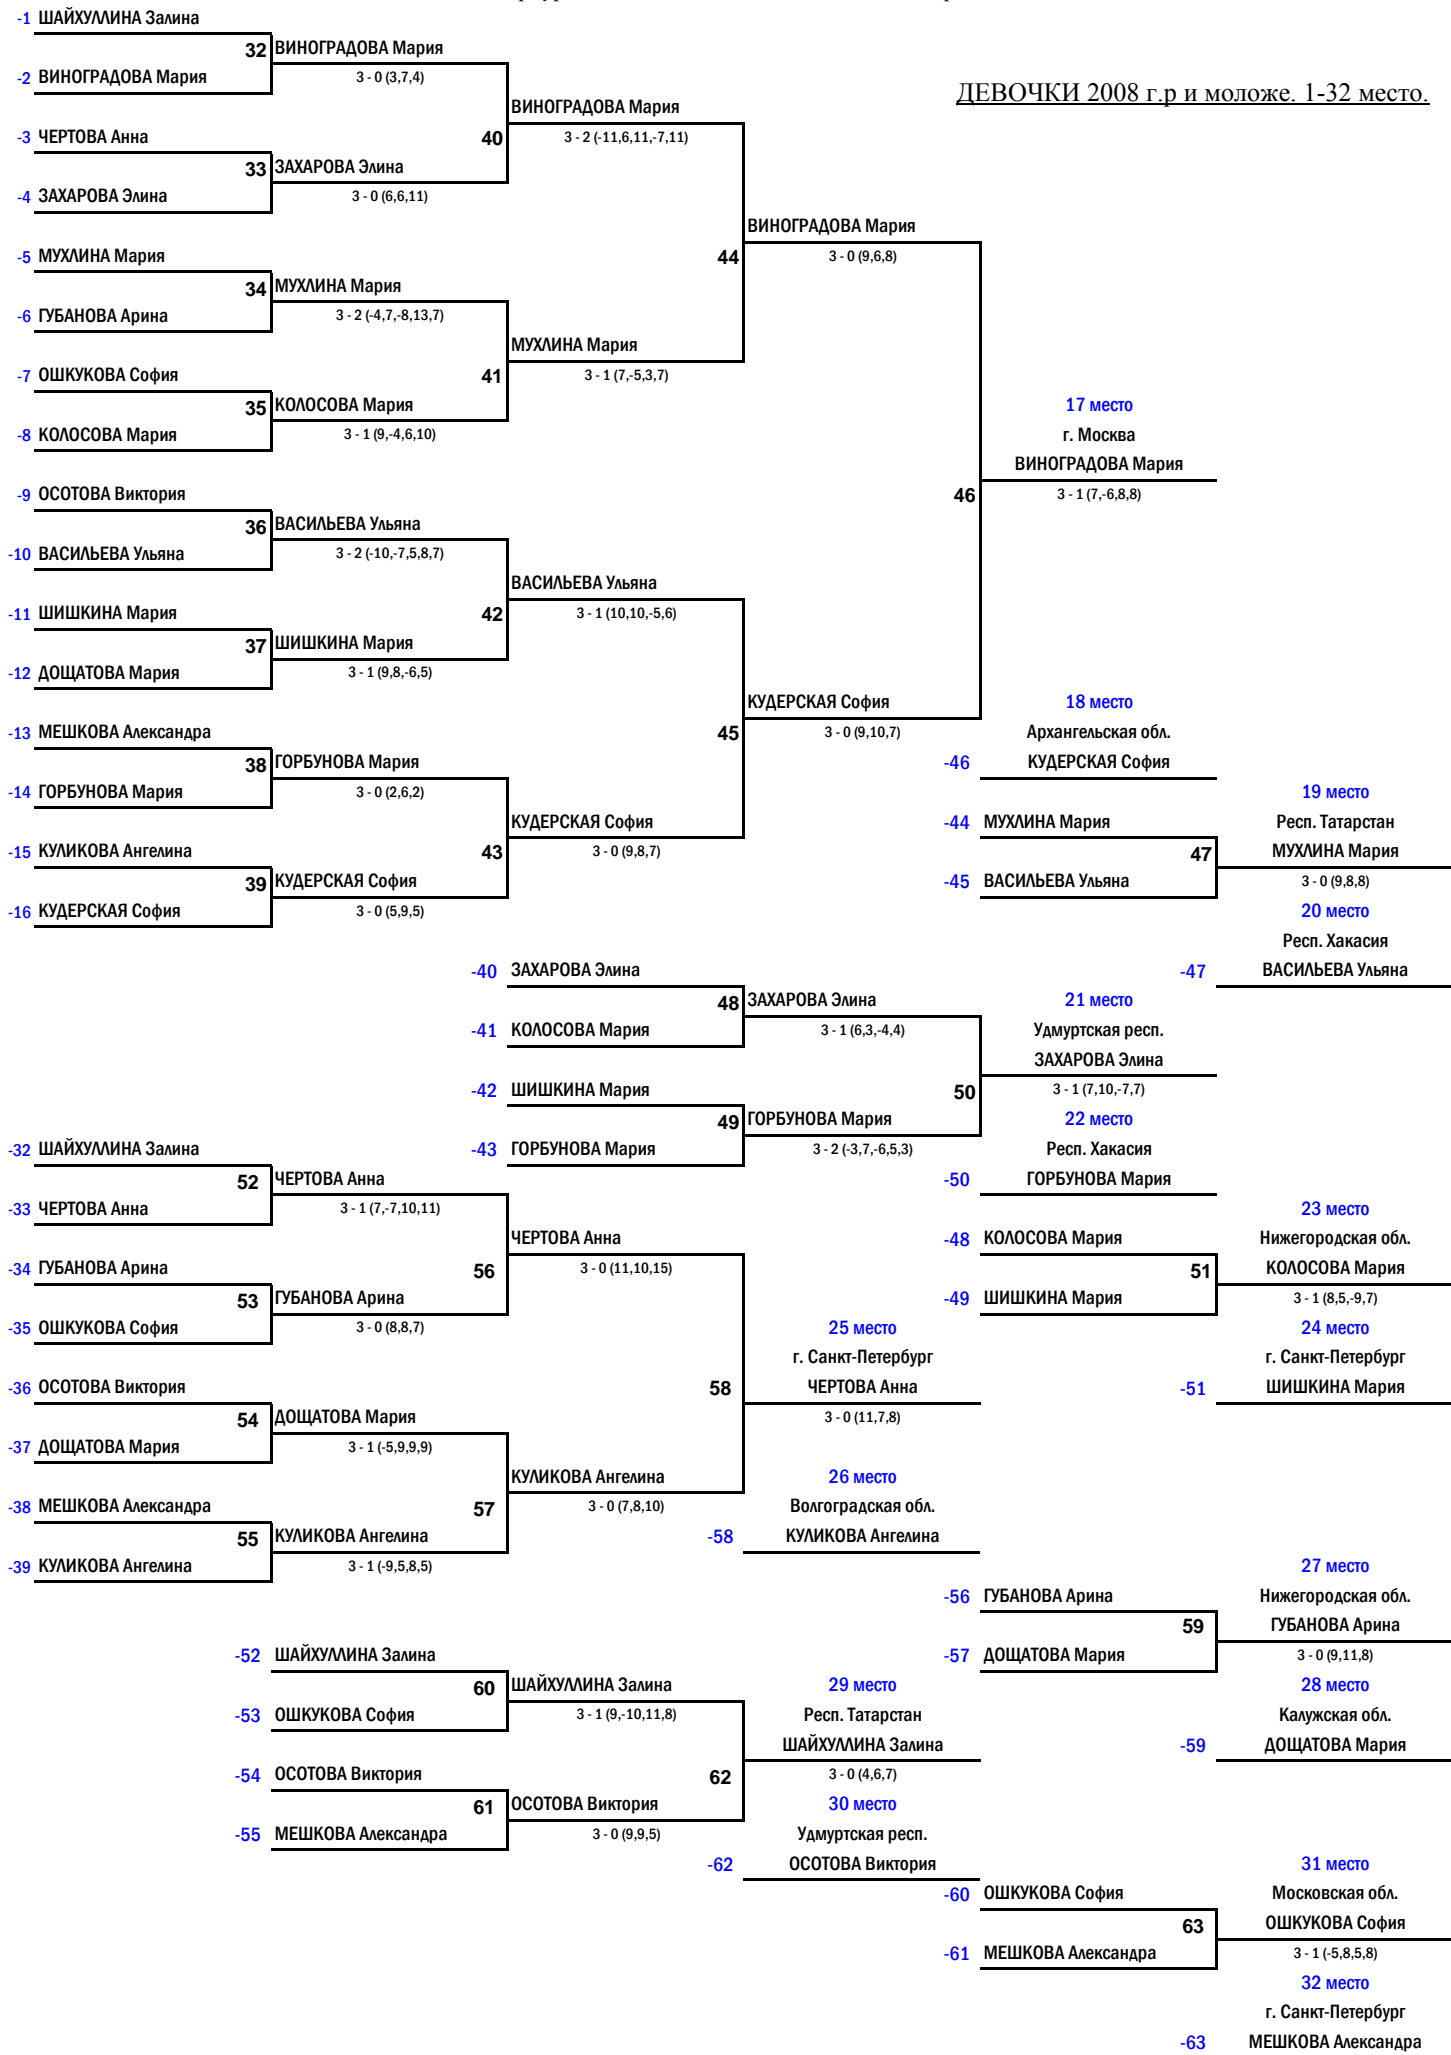 -1 ШАЙХУЛЛИНА Залина
32 ВИНОГРАДОВА Мария
-2 ВИНОГРАДОВА Мария
3 - 0 (3,7,4)
ДЕВОЧКИ 2008 г.р и моложе. 1-32 место.
ВИНОГРАДОВА Мария
-3 ЧЕРТОВА Анна
40
3 - 2 (-11,6,11,-7,11)
33 ЗАХАРОВА Элина
-4 ЗАХАРОВА Элина
3 - 0 (6,6,11)
ВИНОГРАДОВА Мария
-5 МУХЛИНА Мария
44
3 - 0 (9,6,8)
34 МУХЛИНА Мария
-6 ГУБАНОВА Арина
3 - 2 (-4,7,-8,13,7)
МУХЛИНА Мария
-7 ОШКУКОВА София
41
3 - 1 (7,-5,3,7)
35 КОЛОСОВА Мария
17 место
-8 КОЛОСОВА Мария
3 - 1 (9,-4,6,10)
г. Москва
ВИНОГРАДОВА Мария
-9 ОСОТОВА Виктория
46
3 - 1 (7,-6,8,8)
36 ВАСИЛЬЕВА Ульяна
-10 ВАСИЛЬЕВА Ульяна
3 - 2 (-10,-7,5,8,7)
ВАСИЛЬЕВА Ульяна
-11 ШИШКИНА Мария
42
3 - 1 (10,10,-5,6)
37 ШИШКИНА Мария
-12 ДОЩАТОВА Мария
3 - 1 (9,8,-6,5)
КУДЕРСКАЯ София
18 место
-13 МЕШКОВА Александра
45
3 - 0 (9,10,7)
Архангельская обл.
38 ГОРБУНОВА Мария
-46 КУДЕРСКАЯ София
-14 ГОРБУНОВА Мария
3 - 0 (2,6,2)
19 место
КУДЕРСКАЯ София
-44 МУХЛИНА Мария
Респ. Татарстан
-15 КУЛИКОВА Ангелина
43
3 - 0 (9,8,7)
47 МУХЛИНА Мария
39 КУДЕРСКАЯ София
-45 ВАСИЛЬЕВА Ульяна
3 - 0 (9,8,8)
-16 КУДЕРСКАЯ София
3 - 0 (5,9,5)
20 место
Респ. Хакасия
-40 ЗАХАРОВА Элина
-47 ВАСИЛЬЕВА Ульяна
48 ЗАХАРОВА Элина
21 место
-41 КОЛОСОВА Мария
3 - 1 (6,3,-4,4)
Удмуртская респ.
ЗАХАРОВА Элина
-42 ШИШКИНА Мария
50
3 - 1 (7,10,-7,7)
49 ГОРБУНОВА Мария
22 место
-32 ШАЙХУЛЛИНА Залина
-43 ГОРБУНОВА Мария
3 - 2 (-3,7,-6,5,3)
Респ. Хакасия
52 ЧЕРТОВА Анна
-50 ГОРБУНОВА Мария
-33 ЧЕРТОВА Анна
3 - 1 (7,-7,10,11)
23 место
ЧЕРТОВА Анна
-48 КОЛОСОВА Мария
Нижегородская обл.
-34 ГУБАНОВА Арина
56
3 - 0 (11,10,15)
51 КОЛОСОВА Мария
53 ГУБАНОВА Арина
-49 ШИШКИНА Мария
3 - 1 (8,5,-9,7)
-35 ОШКУКОВА София
3 - 0 (8,8,7)
25 место
24 место
г. Санкт-Петербург
г. Санкт-Петербург
-36 ОСОТОВА Виктория
58 ЧЕРТОВА Анна
-51 ШИШКИНА Мария
54 ДОЩАТОВА Мария
3 - 0 (11,7,8)
-37 ДОЩАТОВА Мария
3 - 1 (-5,9,9,9)
КУЛИКОВА Ангелина
26 место
-38 МЕШКОВА Александра
57
3 - 0 (7,8,10)
Волгоградская обл.
55 КУЛИКОВА Ангелина
-58 КУЛИКОВА Ангелина
-39 КУЛИКОВА Ангелина
3 - 1 (-9,5,8,5)
27 место
-56 ГУБАНОВА Арина
Нижегородская обл.
59 ГУБАНОВА Арина
-52 ШАЙХУЛЛИНА Залина
-57 ДОЩАТОВА Мария
3 - 0 (9,11,8)
60 ШАЙХУЛЛИНА Залина
29 место
28 место
-53 ОШКУКОВА София
3 - 1 (9,-10,11,8)
Респ. Татарстан
Калужская обл.
ШАЙХУЛЛИНА Залина
-59 ДОЩАТОВА Мария
-54 ОСОТОВА Виктория
62
3 - 0 (4,6,7)
61 ОСОТОВА Виктория
30 место
-55 МЕШКОВА Александра
3 - 0 (9,9,5)
Удмуртская респ.
-62 ОСОТОВА Виктория
31 место
-60 ОШКУКОВА София
Московская обл.
63 ОШКУКОВА София
-61 МЕШКОВА Александра
3 - 1 (-5,8,5,8)
32 место
г. Санкт-Петербург
-63 МЕШКОВА Александра